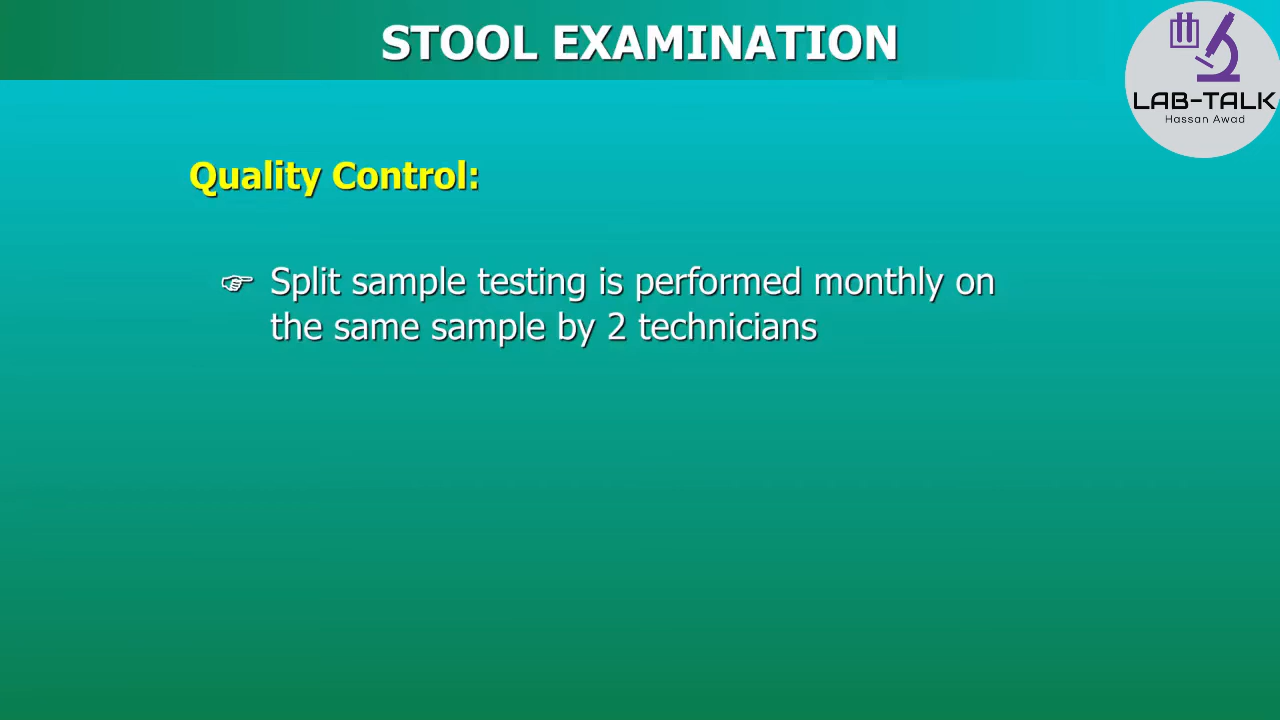 STOOL EXAMINATION
LAB-TALK
Hassan Awad
Quality Control:
☞ Split sample testing is performed monthly on
the same sample by 2 technicians